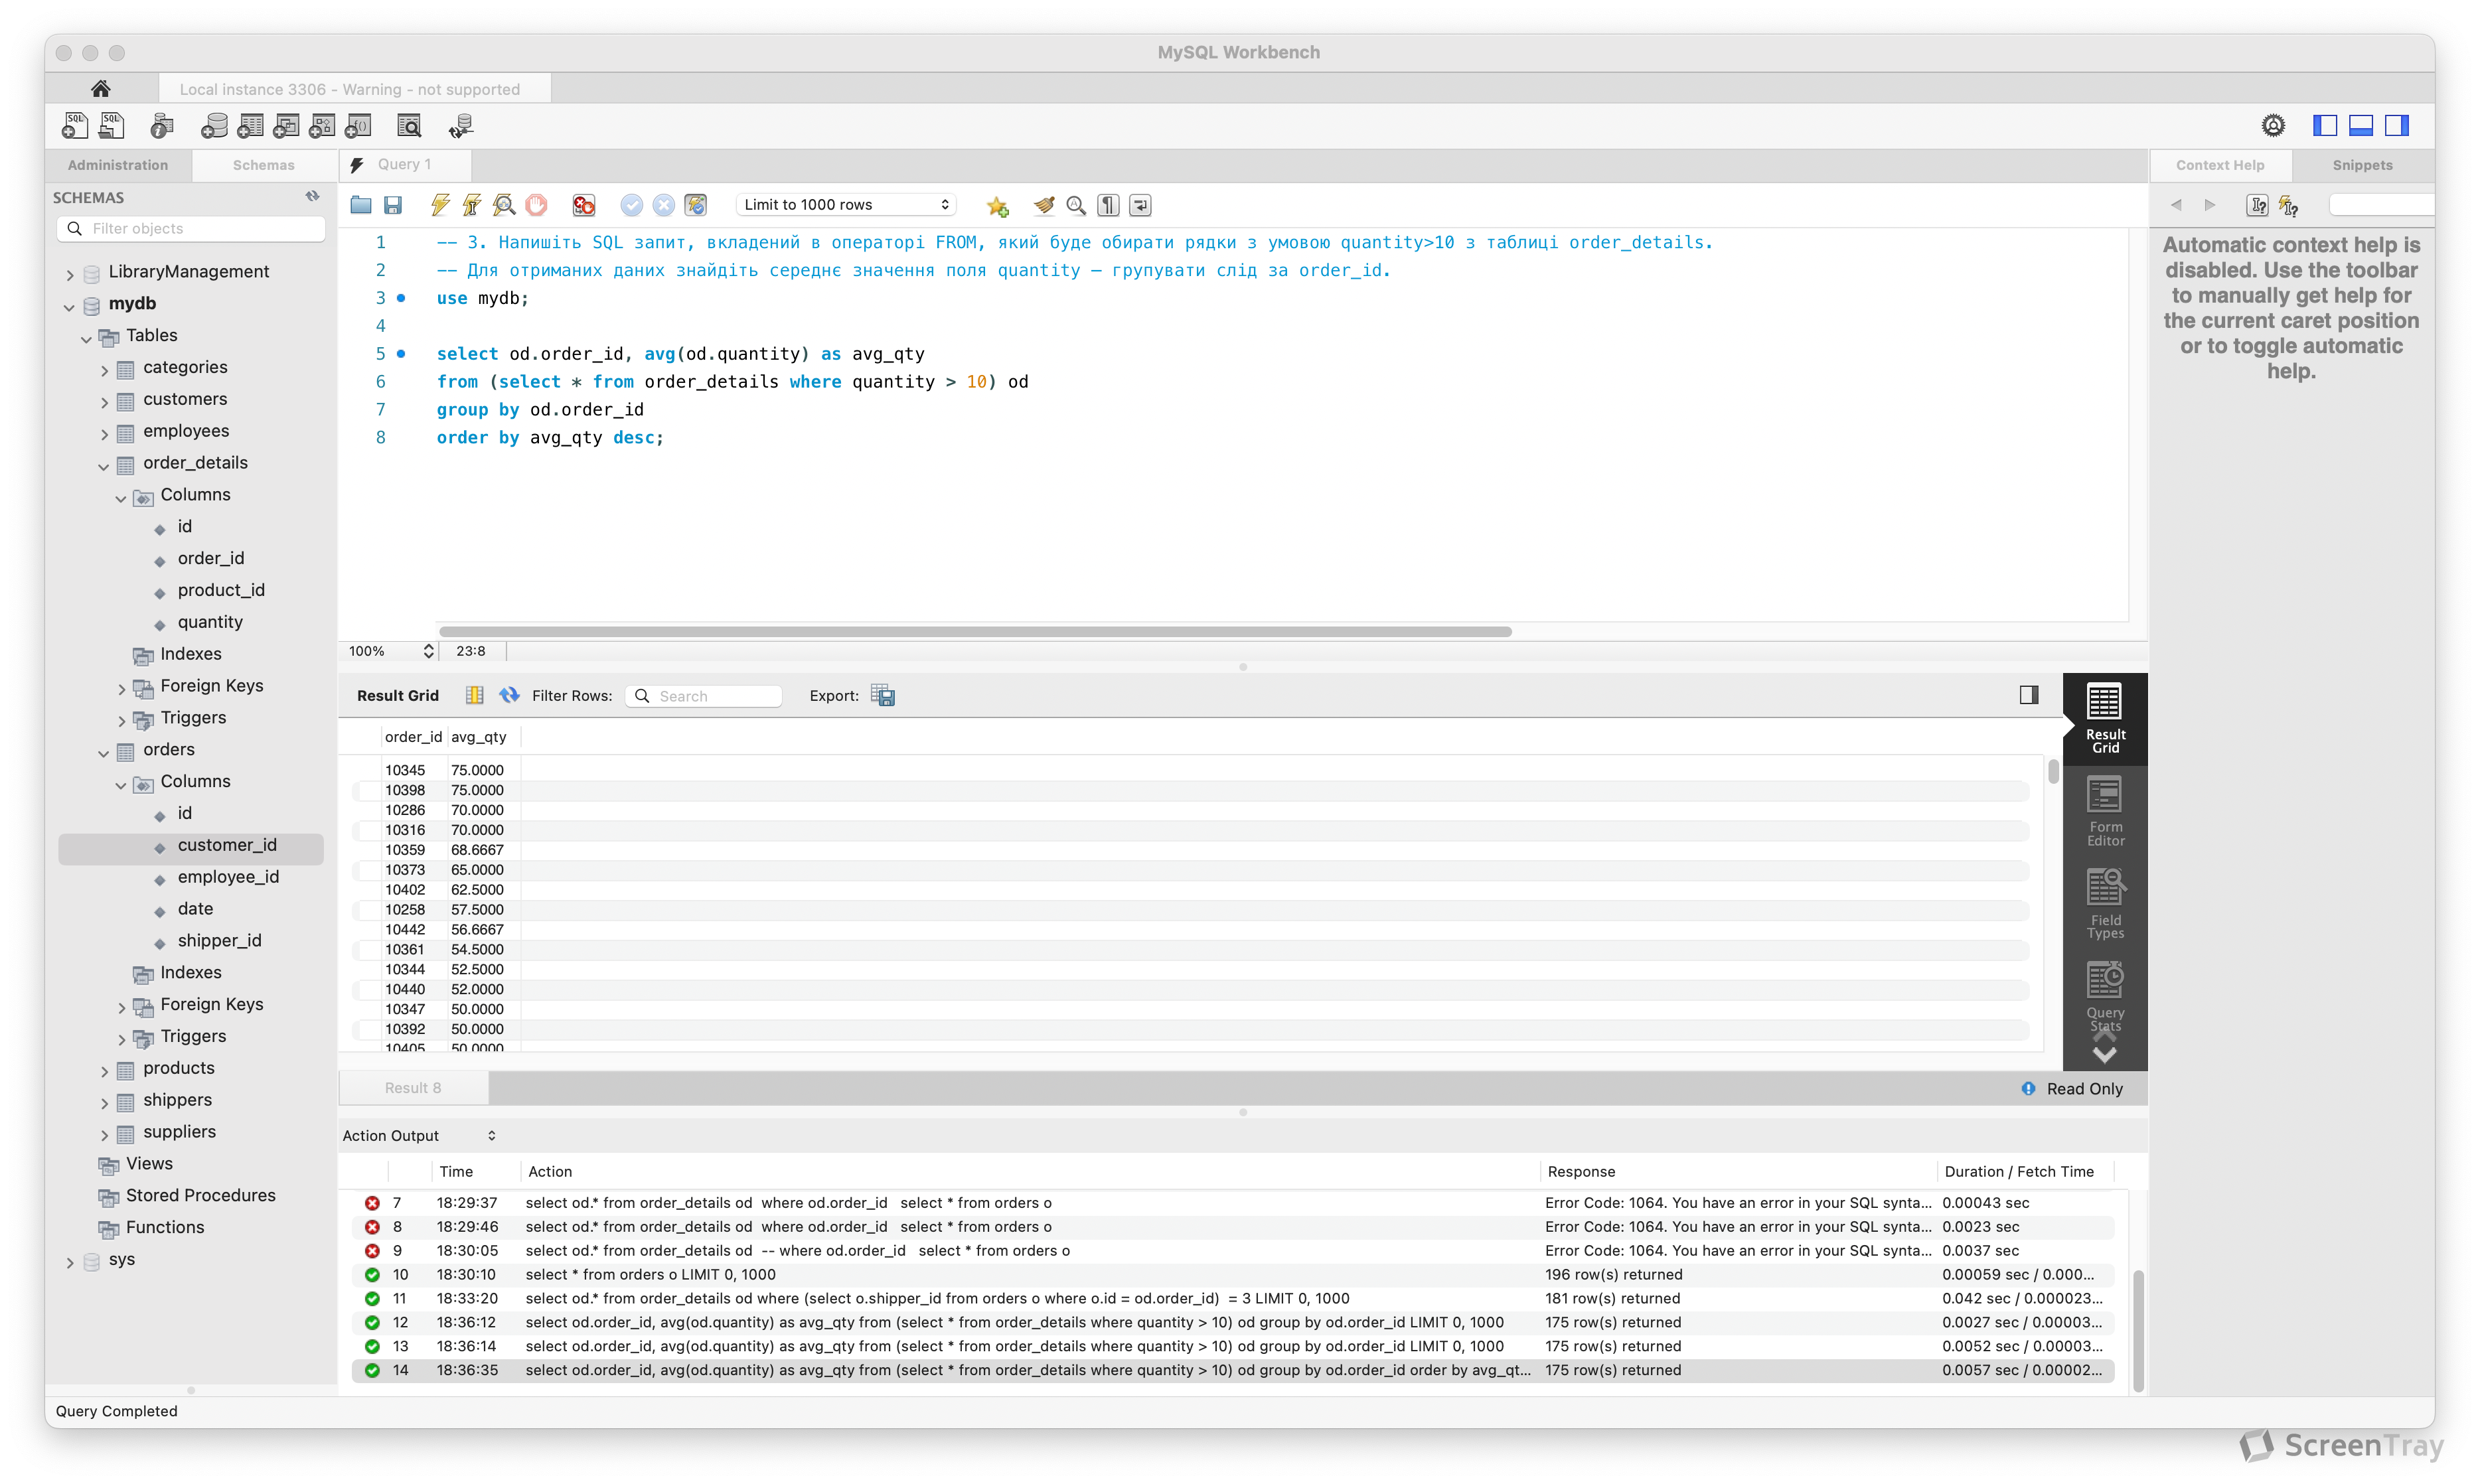 MySQL Workbench
Local instance 3306 - Warning - not supported
Administration
Schemas
Query 1
Context Help
Snippets
SCHEMAS
Filter objects
LibraryManagement
mydb
Tables
categories
customers
employees
order_details
Columns
id
order_id
product_id
quantity
Indexes
Foreign Keys
Triggers
orders
Columns
id
customer_id
employee_id
date
shipper_id
Indexes
Foreign Keys
Triggers
products
shippers
suppliers
Views
Stored Procedures
Functions
sys
Limit to 1000 rows
1 -- 3. Напишіть SQL запит, вкладений в операторі FROM, який буде обирати рядки з умовою quantity>10 з таблиці order_details.
2 -- Для отриманих даних знайдіть середнє значення поля quantity — групувати слід за order_id.
3 use mydb;
4
5 select od.order_id, avg(od.quantity) as avg_qty
6 from (select * from order_details where quantity > 10) od
7 group by od.order_id
8 order by avg_qty desc;
Automatic context help is
disabled. Use the toolbar
to manually get help for
the current caret position
or to toggle automatic
help.
100% 23:8
Result Grid Filter Rows: Search Export:
order_id avg_qty
10345 75.0000
10398 75.0000
10286 70.0000
10316 70.0000
10359 68.6667
10373 65.0000
10402 62.5000
10258 57.5000
10442 56.6667
10361 54.5000
10344 52.5000
10440 52.0000
10347 50.0000
10392 50.0000
10405 50.0000
Result
Grid
Form
Editor
Field
Types
Query
Stats
Result 8
Read Only
Action Output
Time Action Response Duration / Fetch Time
7 18:29:37 select od.* from order_details od where od.order_id select * from orders o Error Code: 1064. You have an error in your SQL synta... 0.00043 sec
8 18:29:46 select od.* from order_details od where od.order_id select * from orders o Error Code: 1064. You have an error in your SQL synta... 0.0023 sec
9 18:30:05 select od.* from order_details od -- where od.order_id select * from orders o Error Code: 1064. You have an error in your SQL synta... 0.0037 sec
10 18:30:10 select * from orders o LIMIT 0, 1000 196 row(s) returned 0.00059 sec / 0.000...
11 18:33:20 select od.* from order_details od where (select o.shipper_id from orders o where o.id = od.order_id) = 3 LIMIT 0, 1000 181 row(s) returned 0.042 sec / 0.000023...
12 18:36:12 select od.order_id, avg(od.quantity) as avg_qty from (select * from order_details where quantity > 10) od group by od.order_id LIMIT 0, 1000 175 row(s) returned 0.0027 sec / 0.00003...
13 18:36:14 select od.order_id, avg(od.quantity) as avg_qty from (select * from order_details where quantity > 10) od group by od.order_id LIMIT 0, 1000 175 row(s) returned 0.0052 sec / 0.00003...
14 18:36:35 select od.order_id, avg(od.quantity) as avg_qty from (select * from order_details where quantity > 10) od group by od.order_id order by avg_qt... 175 row(s) returned 0.0057 sec / 0.00002...
Query Completed
ScreenTray